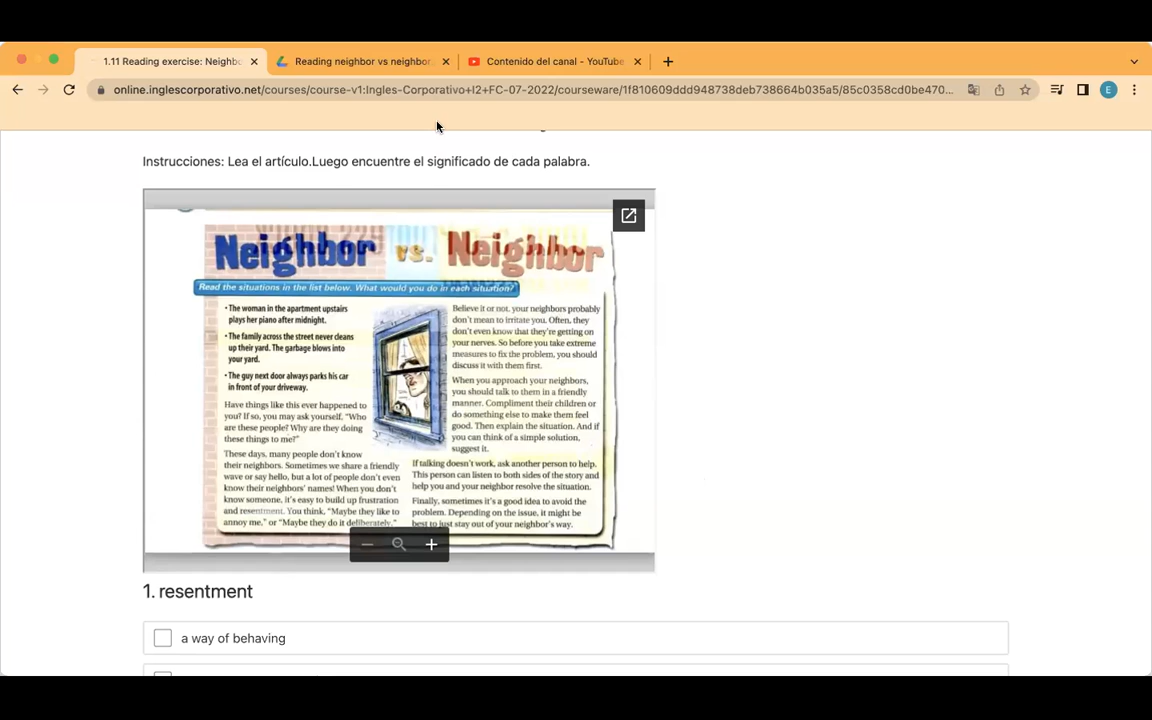 1.11 Reading exercise: Neighb
Reading neighbor vs neighbor
Contenido del canal - YouTube
online.inglescorporativo.net/courses/course-v1:Ingles-Corporativo+I2+FC-07-2022/courseware/1f810609ddd948738deb738664b035a5/85c0358cd0be470...
E
Instrucciones: Lea el artículo.Luego encuentre el significado de cada palabra.
Neighbor vs. Neighbor
Read the situations in the list below. What would you do in each situation?
• The woman in the apartment upstairs
plays her piano after midnight.
• The family across the street never cleans
up their yard. The garbage blows into
your yard.
• The guy next door always parks his car
in front of your driveway.
Have things like this ever happened to
you? If so, you may ask yourself, "Who
are these people? Why are they doing
these things to me?"
These days, many people don't know
their neighbors. Sometimes we share a friendly
wave or say hello, but a lot of people don't even
know their neighbors' names! When you don't
know someone, it's easy to build up frustration
and resentment. You think, "Maybe they like to
annoy me," or "Maybe they do it deliberately."
Believe it or not, your neighbors probably
don't mean to irritate you. Often, they
don't even know that they're getting on
your nerves. So before you take extreme
measures to fix the problem, you should
discuss it with them first.
When you approach your neighbors,
you should talk to them in a friendly
manner. Compliment their children or
do something else to make them feel
good. Then explain the situation. And if
you can think of a simple solution,
suggest it.
If talking doesn't work, ask another person to help.
This person can listen to both sides of the story and
help you and your neighbor resolve the situation.
Finally, sometimes it's a good idea to avoid the
problem. Depending on the issue, it might be
best to just stay out of your neighbor's way.
1. resentment
a way of behaving